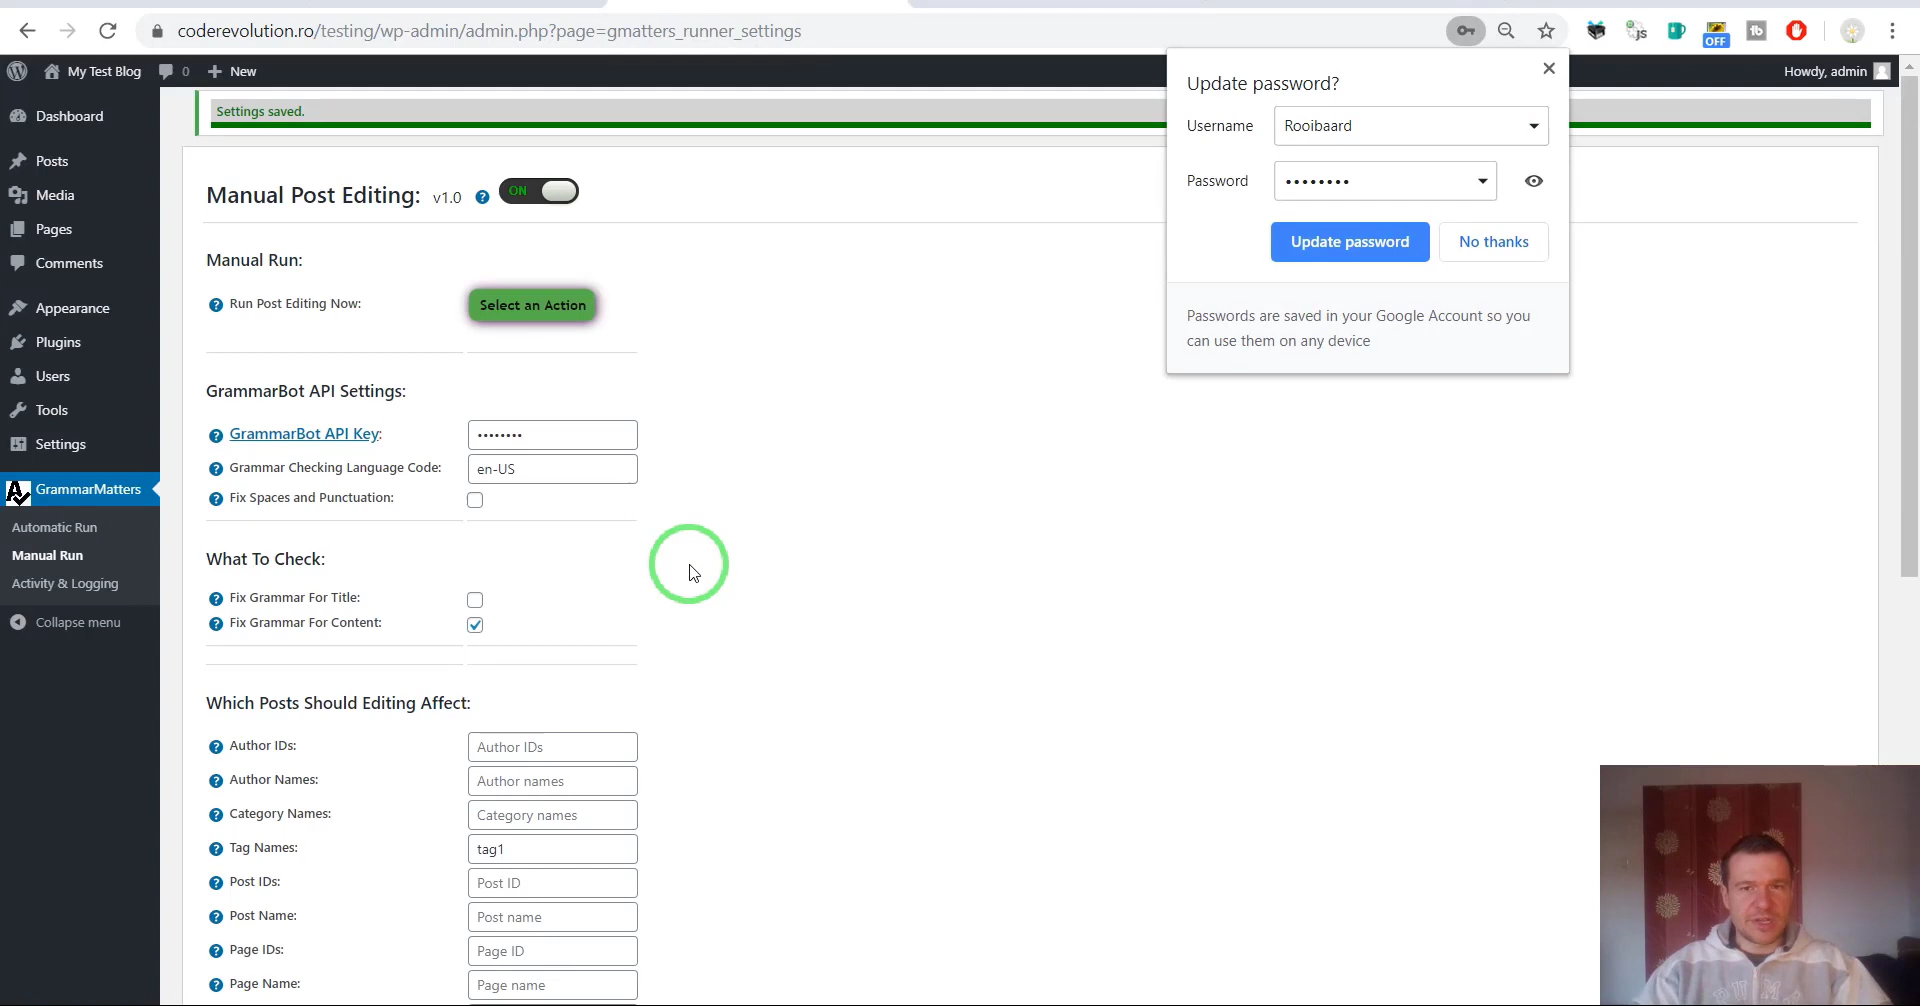 coderevolution.ro/testing/wp-admin/admin.php?page=gmatters_runner_settings
JS
OFF
My Test Blog
0
New
Howdy, admin
Dashboard
Posts
Media
Pages
Comments
Appearance
Plugins
Users
Tools
Settings
GrammarMatters
Automatic Run
Manual Run
Activity & Logging
Collapse menu
Settings saved.
Manual Post Editing: v1.0 ? ON
Manual Run:
? Run Post Editing Now: Select an Action
GrammarBot API Settings:
? GrammarBot API Key: ••••••••
? Grammar Checking Language Code: en-US
? Fix Spaces and Punctuation:
What To Check:
? Fix Grammar For Title:
? Fix Grammar For Content:
Which Posts Should Editing Affect:
? Author IDs: Author IDs
? Author Names: Author names
? Category Names: Category names
? Tag Names: tag1
? Post IDs: Post ID
? Post Name: Post name
? Page IDs: Page ID
? Page Name: Page name
Update password?
Username Rooibaard
Password ••••••••
Update password No thanks
Passwords are saved in your Google Account so you
can use them on any device